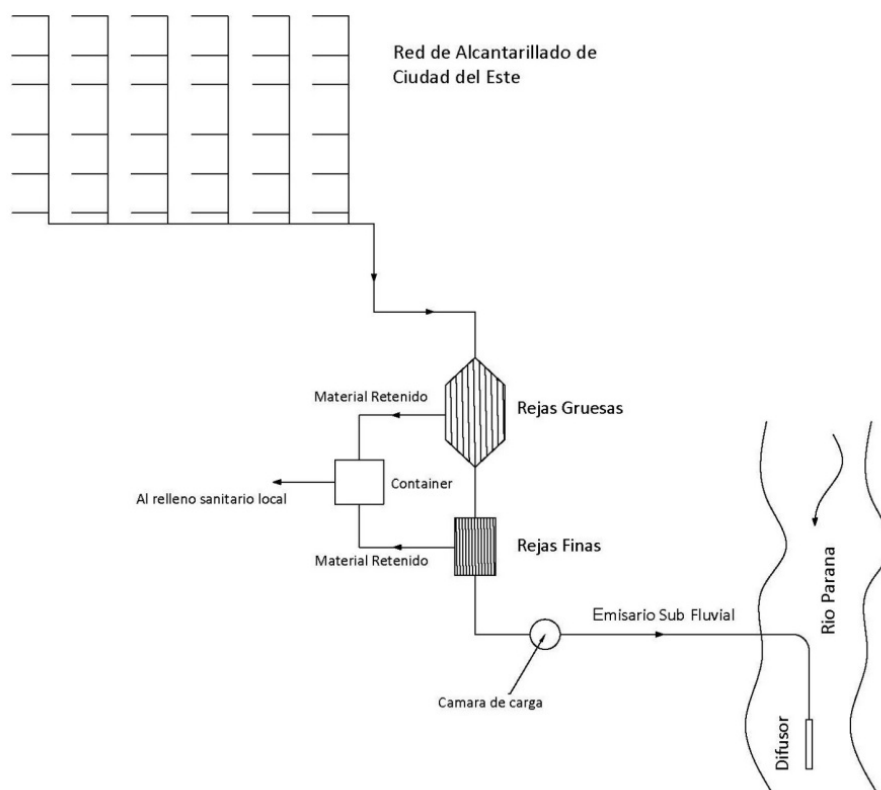 Red de Alcantarillado de
Ciudad del Este
Material Retenido
Rejas Gruesas
Container
Al relleno sanitario local
Rejas Finas
Material Retenido
Emisario Sub Fluvial
Rio Parana
Camara de carga
Difusor